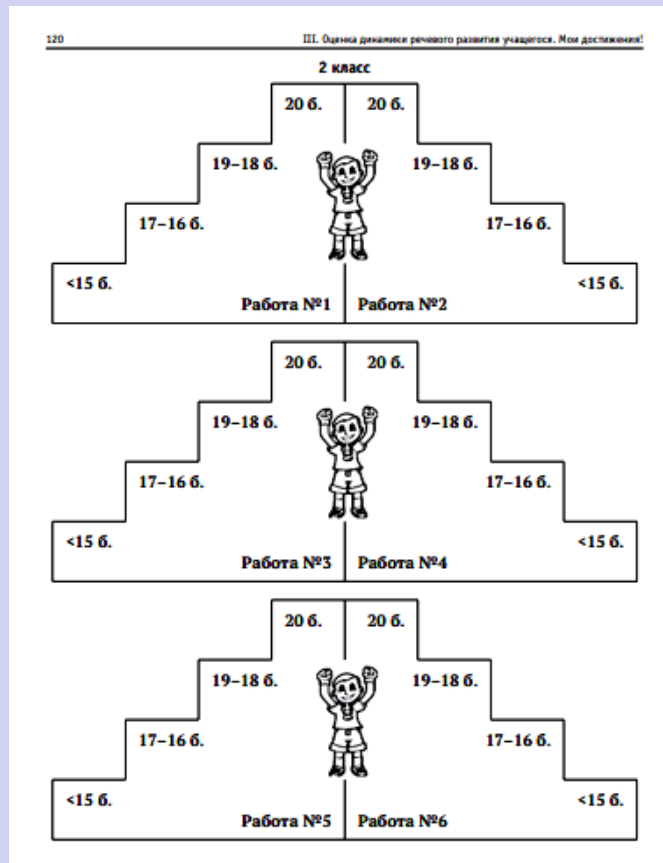 120 III. Оценка динамики речевого развития учащегося. Мои достижения!
2 класс
20 б. 20 б.
19–18 б. 19–18 б.
17–16 б. 17–16 б.
<15 б. <15 б.
Работа №1 Работа №2
20 б. 20 б.
19–18 б. 19–18 б.
17–16 б. 17–16 б.
<15 б. <15 б.
Работа №3 Работа №4
20 б. 20 б.
19–18 б. 19–18 б.
17–16 б. 17–16 б.
<15 б. <15 б.
Работа №5 Работа №6